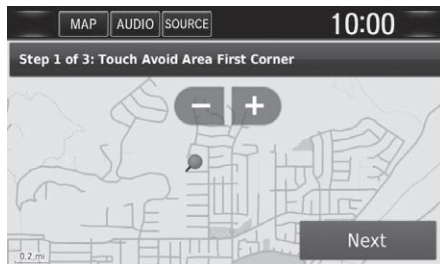 MAP AUDIO SOURCE 10:00
Step 1 of 3: Touch Avoid Area First Corner
− +
Next
0.2 mi